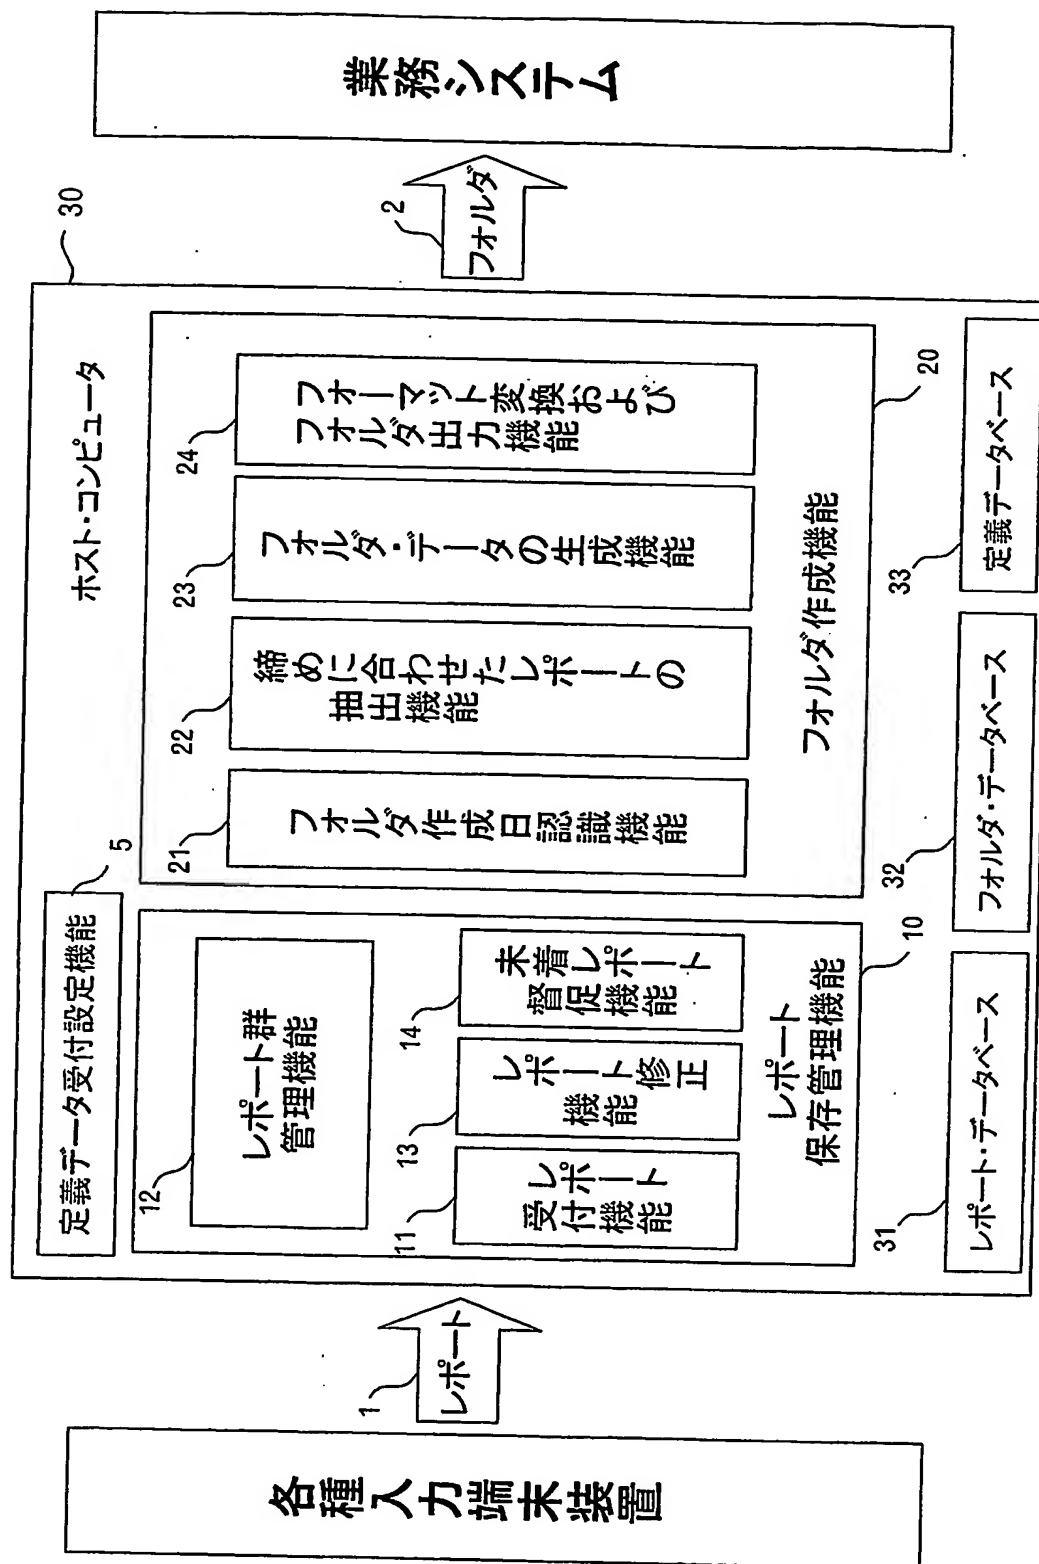 各種入力端末装置
1
レポート
30
ホスト・コンピュータ
定義データ受付設定機能
5
12
レポート群
管理機能
11
レポート
受付機能
13
レポート修正
機能
14
未着レポート
督促機能
レポート
保存管理機能
10
21
フォルダ作成日認識機能
22
締めに合わせたレポートの
抽出機能
23
フォルダ・データの生成機能
24
フォーマット変換および
フォルダ出力機能
フォルダ作成機能
20
31
レポート・データベース
32
フォルダ・データベース
33
定義データベース
2
フォルダ
業務システム